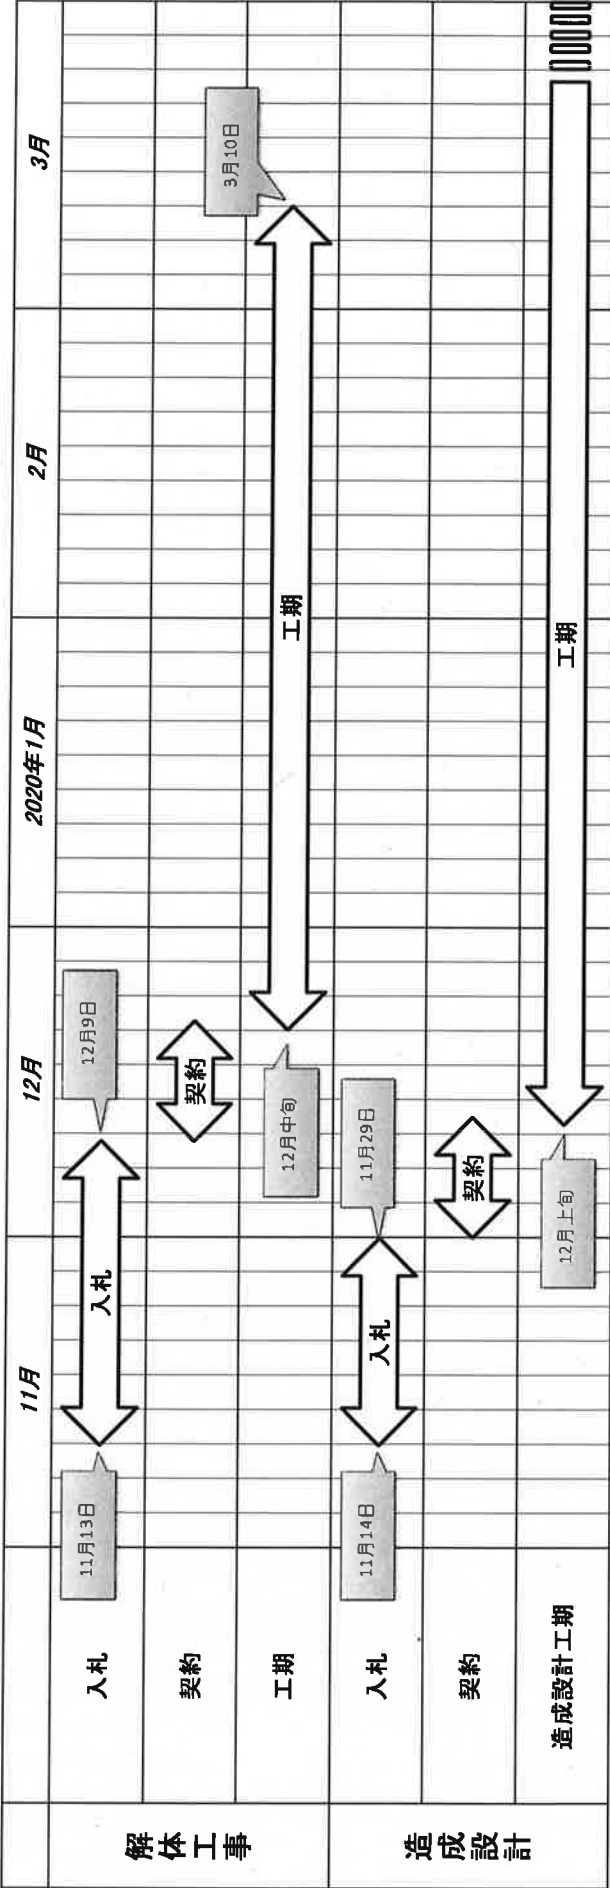 11月
12月
2020年1月
2月
3月
解体工事
入札
11月13日
入札
12月9日
契約
契約
工期
12月中旬
工期
3月10日
造成設計
入札
11月14日
入札
11月29日
契約
契約
造成設計工期
12月上旬
工期